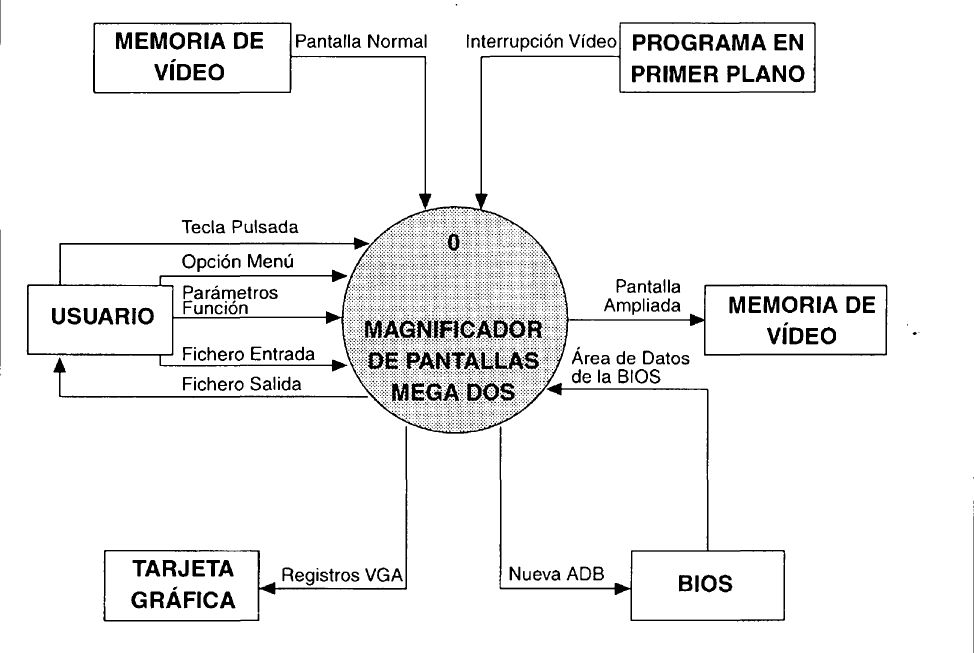 MEMORIA DE
VÍDEO
Pantalla Normal
Interrupción Vídeo
PROGRAMA EN
PRIMER PLANO
Tecla Pulsada
Opción Menú
Parámetros
Función
USUARIO
Fichero Entrada
Fichero Salida
0
MAGNIFICADOR
DE PANTALLAS
MEGA DOS
Pantalla
Ampliada
MEMORIA DE
VÍDEO
Área de Datos
de la BIOS
TARJETA
GRÁFICA
Registros VGA
Nueva ADB
BIOS